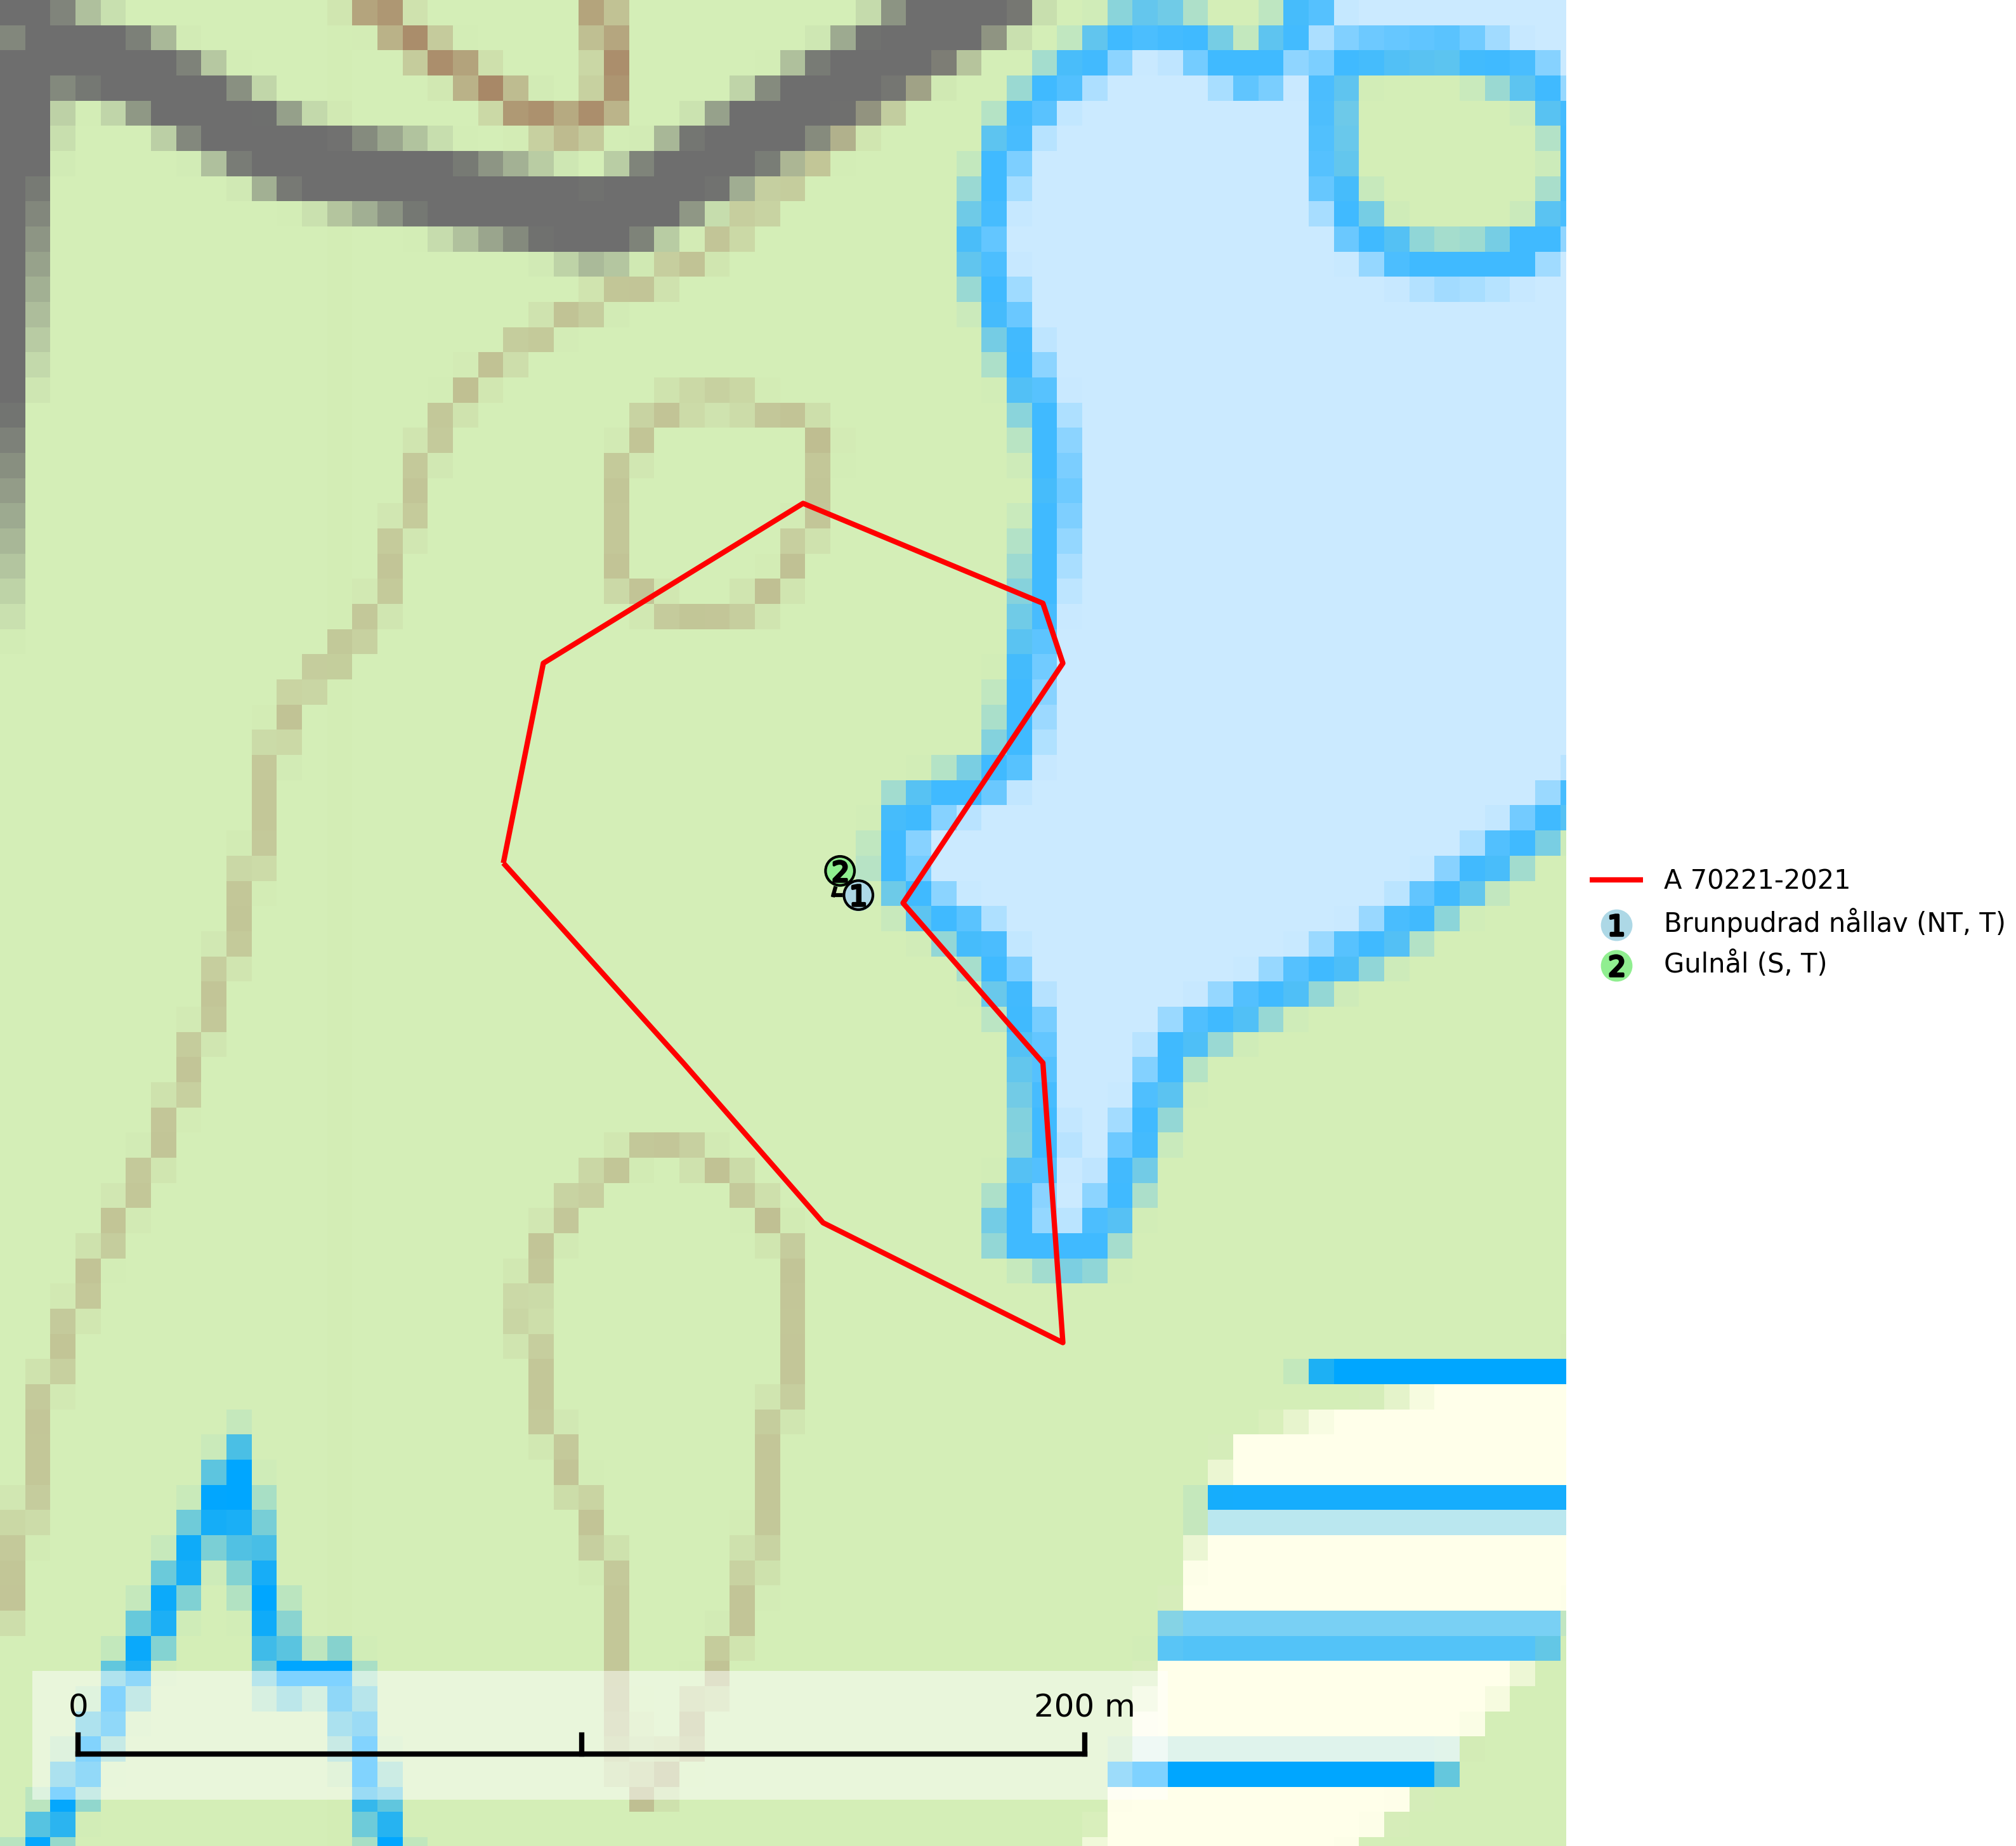 2
1
A 70221-2021
1 Brunpudrad nållav (NT, T)
2 Gulnål (S, T)
0 200 m